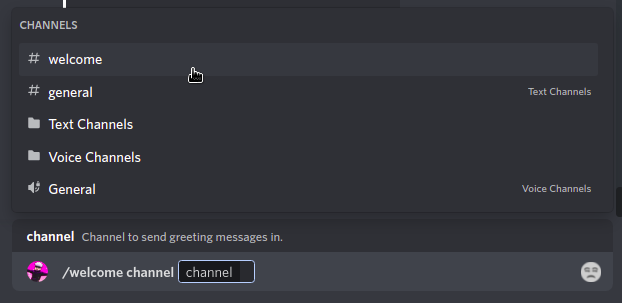 CHANNELS
# welcome
# general Text Channels
Text Channels
Voice Channels
General Voice Channels
channel Channel to send greeting messages in.
/welcome channel channel